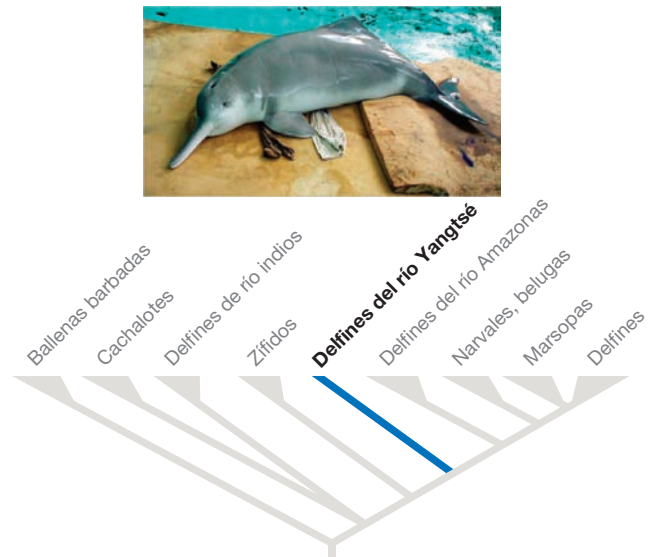 Ballenas barbadas
Cachalotes
Delfines de río indios
Zífidos
Delfines del río Yangtsé
Delfines del río Amazonas
Narvales, belugas
Marsopas
Delfines